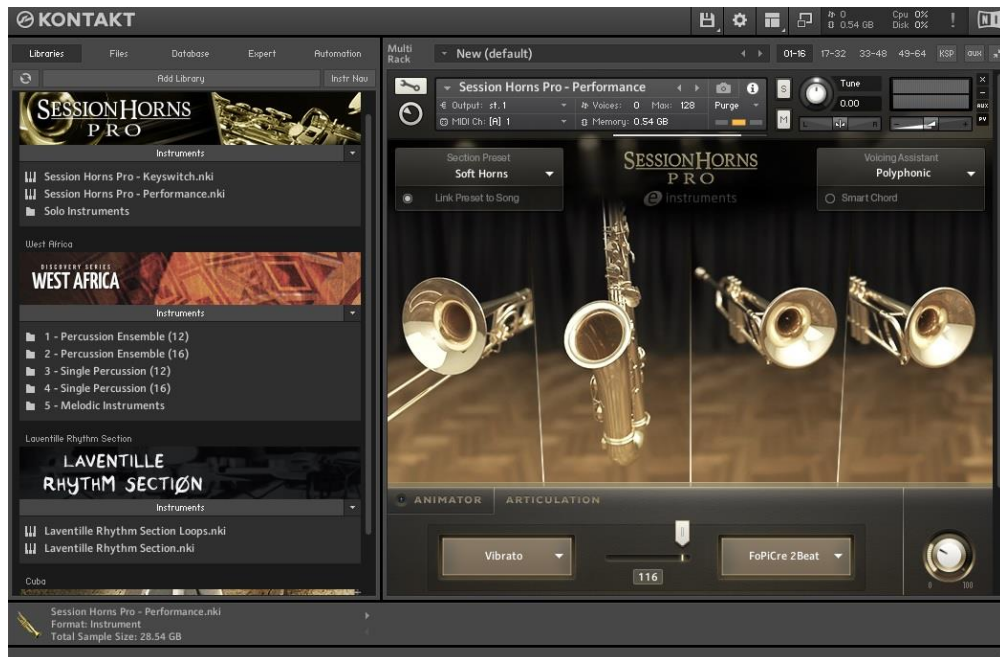 KONTAKT
0
0.54 GB
Cpu 0%
Disk 0%
!
Libraries Files Database Expert Automation
Add Library Instr Nav
SESSION HORNS
PRO
Instruments
Session Horns Pro - Keyswitch.nki
Session Horns Pro - Performance.nki
Solo Instruments
West Africa
DISCOVERY SERIES
WEST AFRICA
Instruments
1 - Percussion Ensemble (12)
2 - Percussion Ensemble (16)
3 - Single Percussion (12)
4 - Single Percussion (16)
5 - Melodic Instruments
Laventille Rhythm Section
LAVENTILLE
RHYTHM SECTION
Instruments
Laventille Rhythm Section Loops.nki
Laventille Rhythm Section.nki
Cuba
Multi
Rack
New (default)
01-16 17-32 33-48 49-64 KSP aux
Session Horns Pro - Performance
Output: st.1 Voices: 0 Max: 128 Purge
MIDI Ch: [A] 1 Memory: 0.54 GB
S
M
Tune
0.00
L R
- +
aux
PV
Section Preset
Soft Horns
Link Preset to Song
SESSION HORNS
PRO
e instruments
Voicing Assistant
Polyphonic
Smart Chord
ANIMATOR ARTICULATION
Vibrato
116
FoPiCre 2Beat
0 100
Session Horns Pro - Performance.nki
Format: Instrument
Total Sample Size: 28.54 GB